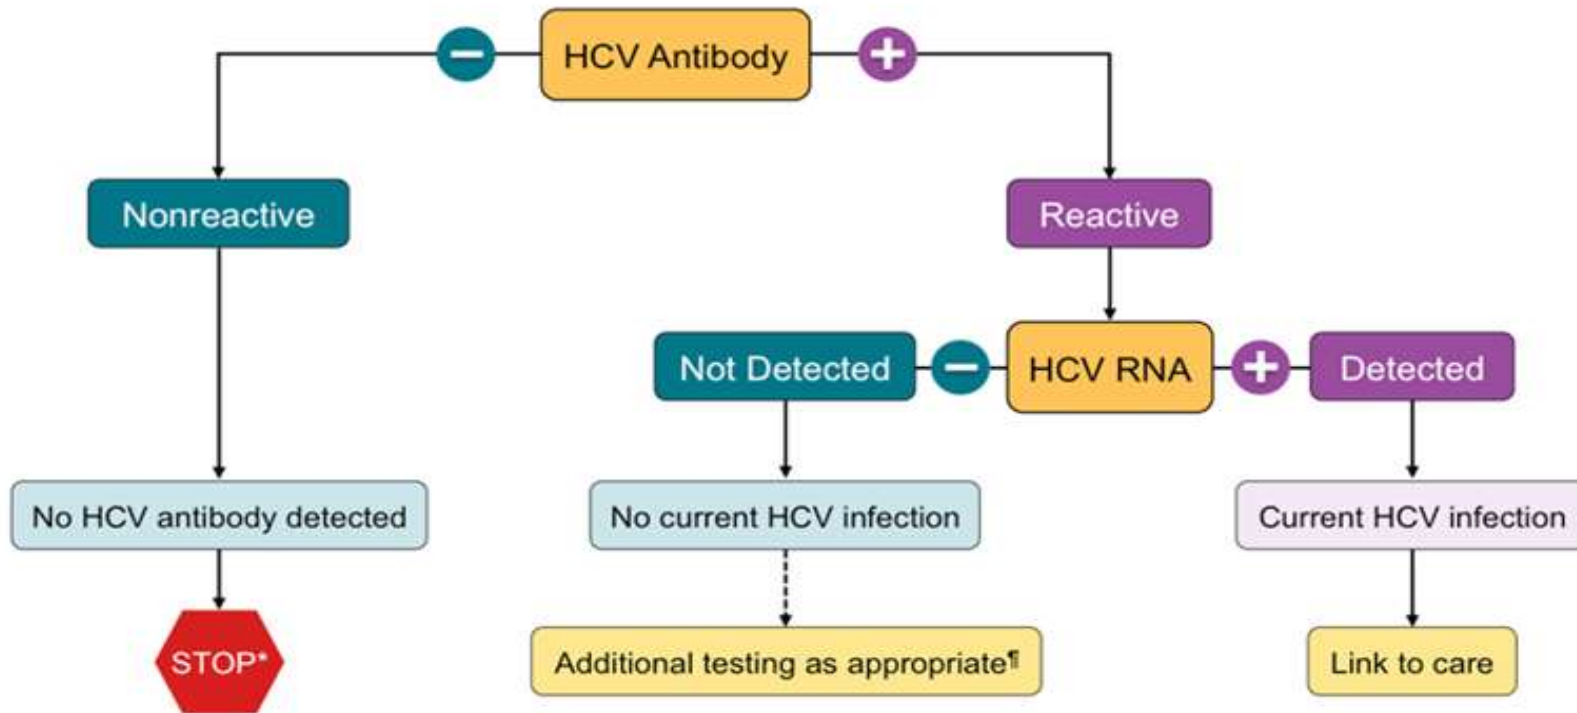 HCV Antibody
Nonreactive
Reactive
Not Detected
HCV RNA
Detected
No HCV antibody detected
No current HCV infection
Current HCV infection
STOP*
Additional testing as appropriate¶
Link to care